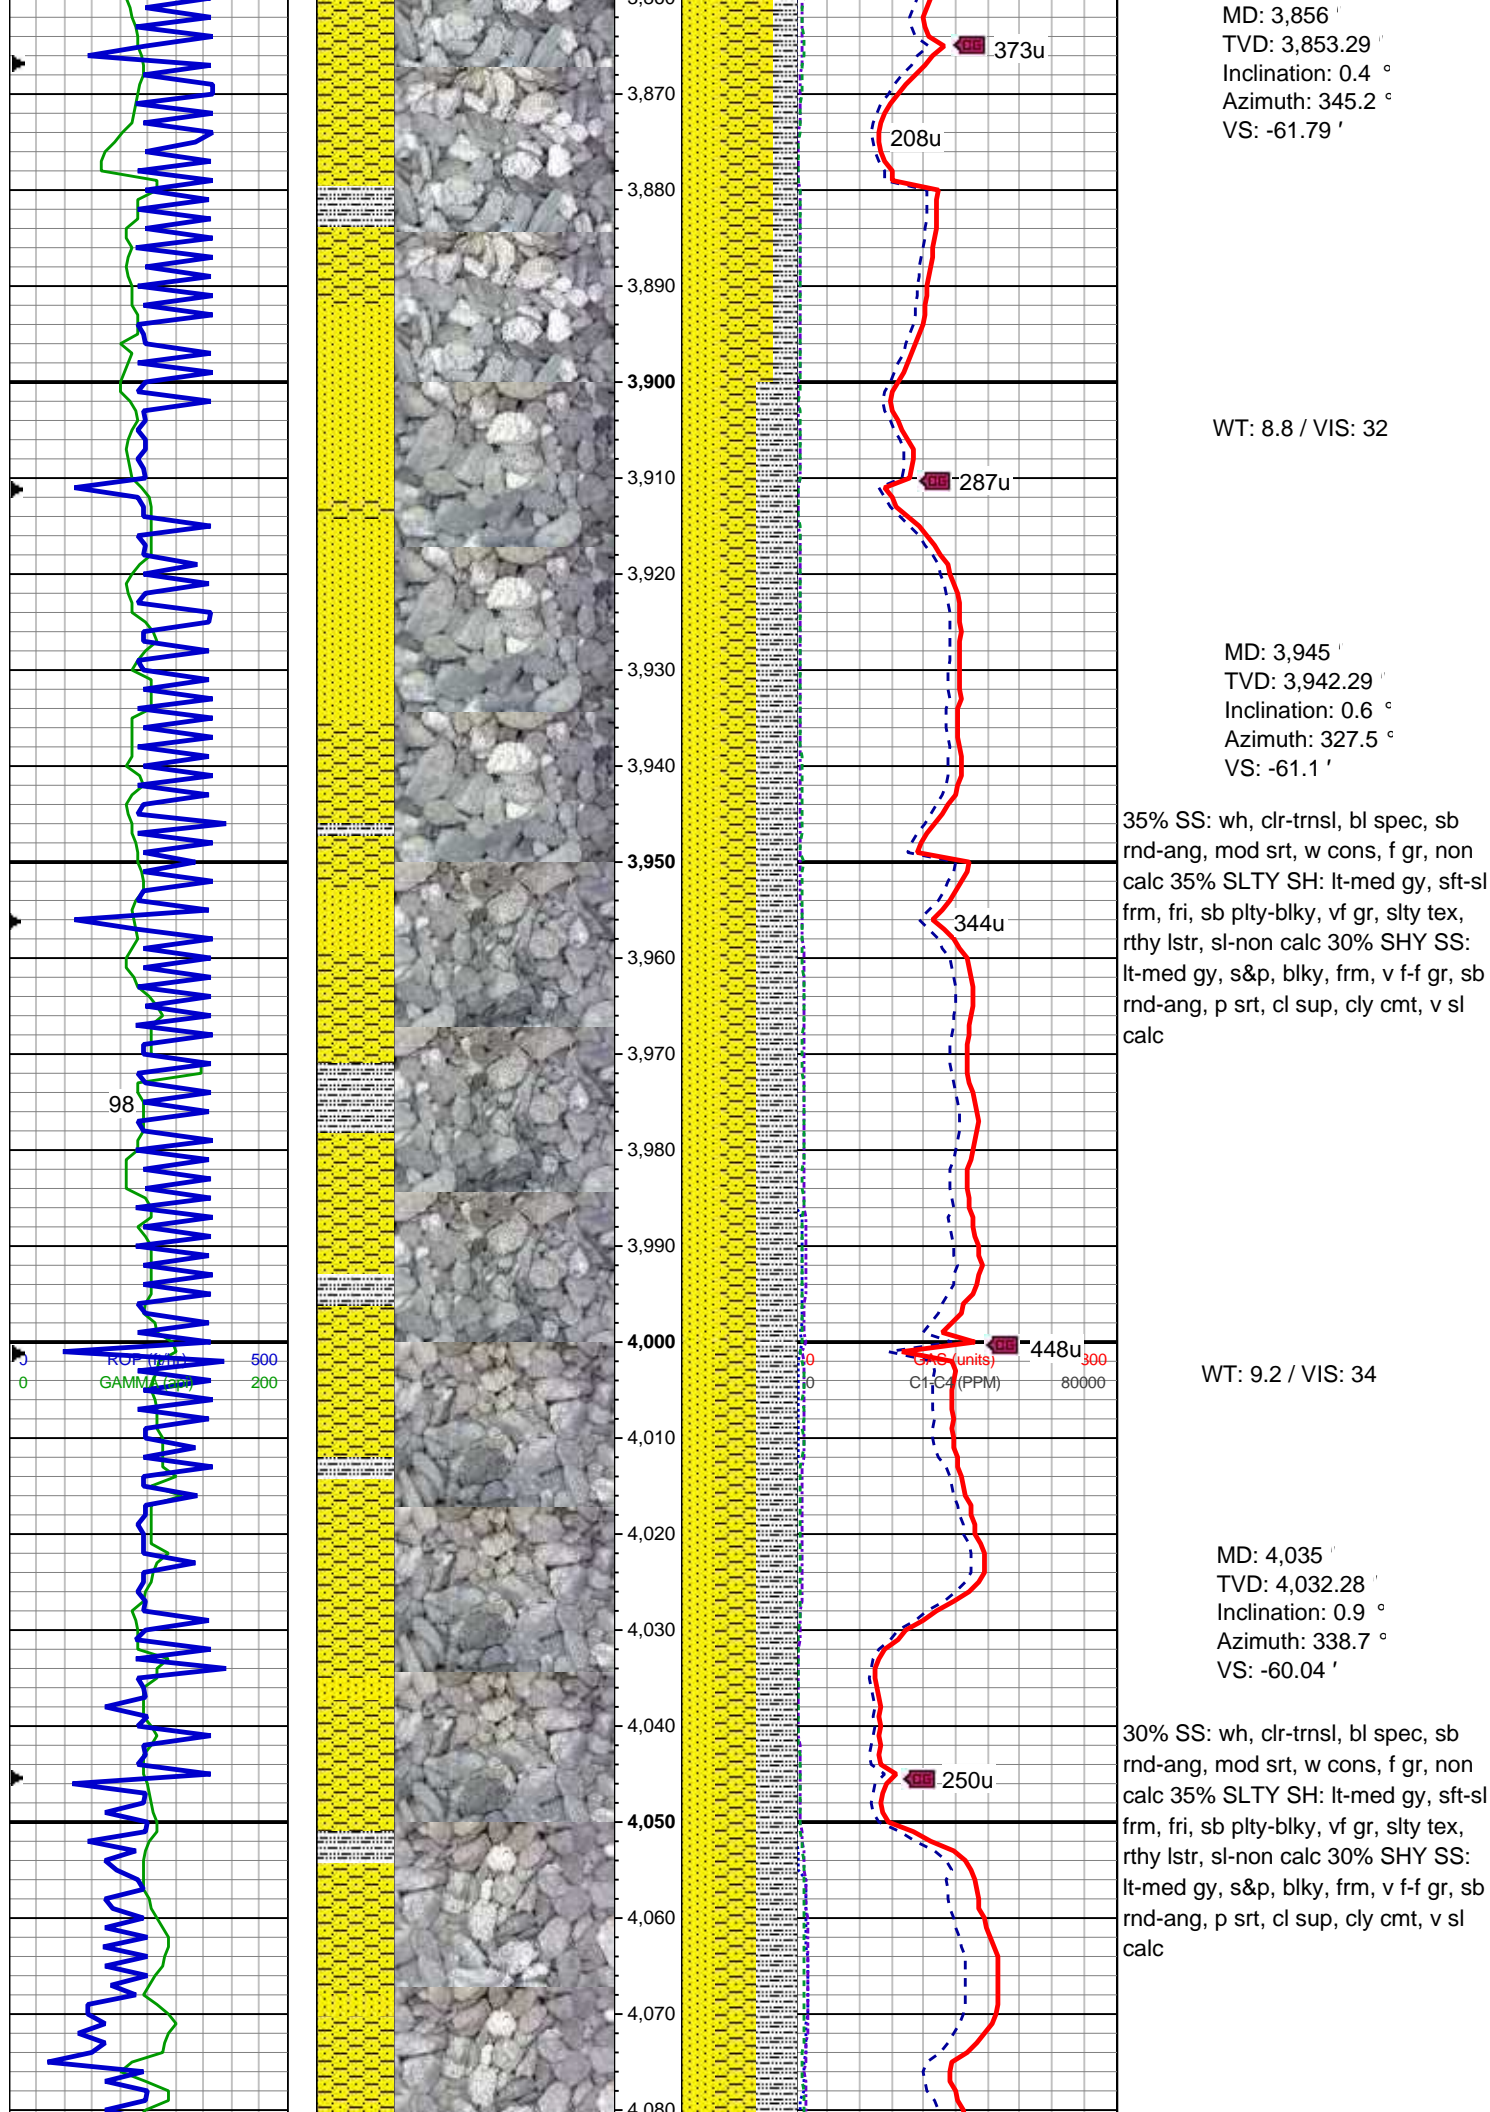 MD: 3,856 '
TVD: 3,853.29 '
Inclination: 0.4 °
Azimuth: 345.2 °
VS: -61.79 '
CG 373u
3,870
208u
3,880
3,890
3,900
WT: 8.8 / VIS: 32
3,910
CG 287u
3,920
3,930
MD: 3,945 '
TVD: 3,942.29 '
Inclination: 0.6 °
Azimuth: 327.5 °
VS: -61.1 '
3,940
35% SS: wh, clr-trnsl, bl spec, sb
rnd-ang, mod srt, w cons, f gr, non
calc 35% SLTY SH: lt-med gy, sft-sl
frm, fri, sb plty-blky, vf gr, slty tex,
rthy lstr, sl-non calc 30% SHY SS:
lt-med gy, s&p, blky, frm, v f-f gr, sb
rnd-ang, p srt, cl sup, cly cmt, v sl
calc
3,950
344u
3,960
3,970
98
3,980
3,990
4,000
CG 448u
0 ROP (ft/hr) 500
0 GAMMA (api) 200
0 GAS (units) 300
0 C1-C4 (PPM) 80000
WT: 9.2 / VIS: 34
4,010
4,020
4,030
MD: 4,035 '
TVD: 4,032.28 '
Inclination: 0.9 °
Azimuth: 338.7 °
VS: -60.04 '
4,040
CG 250u
30% SS: wh, clr-trnsl, bl spec, sb
rnd-ang, mod srt, w cons, f gr, non
calc 35% SLTY SH: lt-med gy, sft-sl
frm, fri, sb plty-blky, vf gr, slty tex,
rthy lstr, sl-non calc 30% SHY SS:
lt-med gy, s&p, blky, frm, v f-f gr, sb
rnd-ang, p srt, cl sup, cly cmt, v sl
calc
4,050
4,060
4,070
4,080